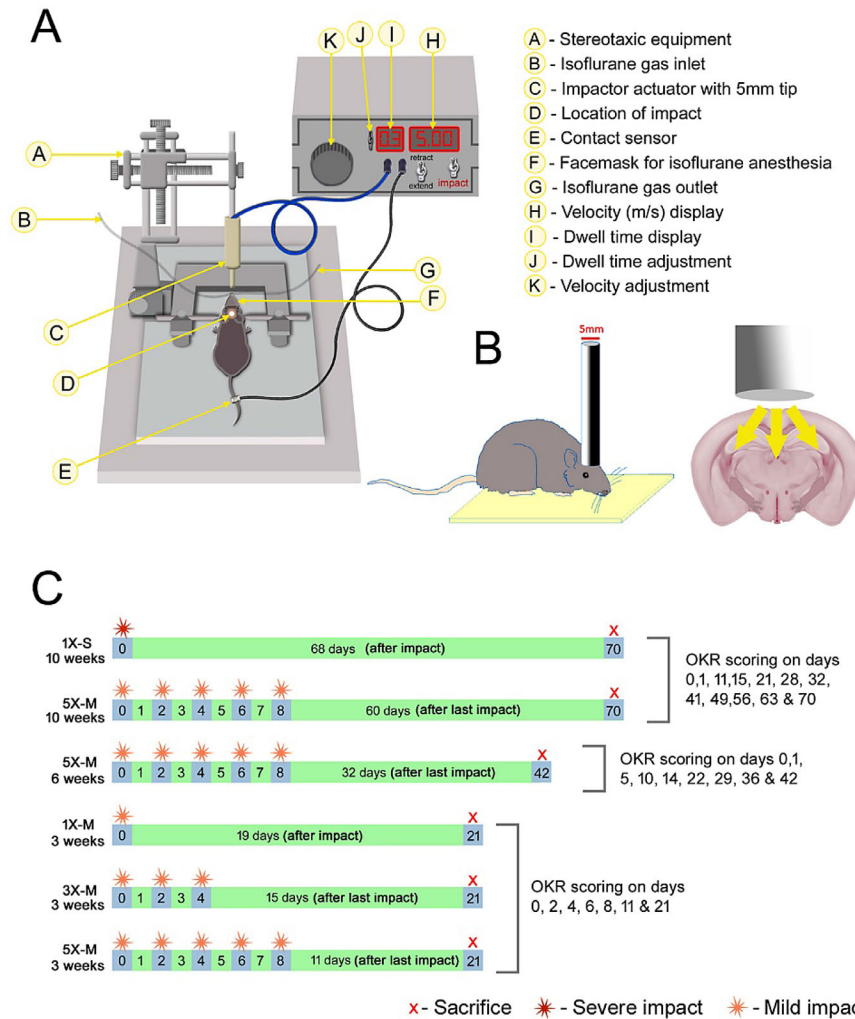 A
K
J
I
H
A
03
5.00
retract
extend
impact
B
G
F
C
D
E
A - Stereotaxic equipment
B - Isoflurane gas inlet
C - Impactor actuator with 5mm tip
D - Location of impact
E - Contact sensor
F - Facemask for isoflurane anesthesia
G - Isoflurane gas outlet
H - Velocity (m/s) display
I - Dwell time display
J - Dwell time adjustment
K - Velocity adjustment
B
5mm
C
1X-S
10 weeks
0
68 days (after impact)
x
70
5X-M
10 weeks
0 1 2 3 4 5 6 7 8
60 days (after last impact)
x
70
OKR scoring on days
0,1, 11,15, 21, 28, 32,
41, 49,56, 63 & 70
5X-M
6 weeks
0 1 2 3 4 5 6 7 8
32 days (after last impact)
x
42
OKR scoring on days 0,1,
5, 10, 14, 22, 29, 36 & 42
1X-M
3 weeks
0
19 days (after impact)
x
21
3X-M
3 weeks
0 1 2 3 4
15 days (after last impact)
x
21
5X-M
3 weeks
0 1 2 3 4 5 6 7 8
11 days (after last impact)
x
21
OKR scoring on days
0, 2, 4, 6, 8, 11 & 21
x - Sacrifice - Severe impact - Mild impac